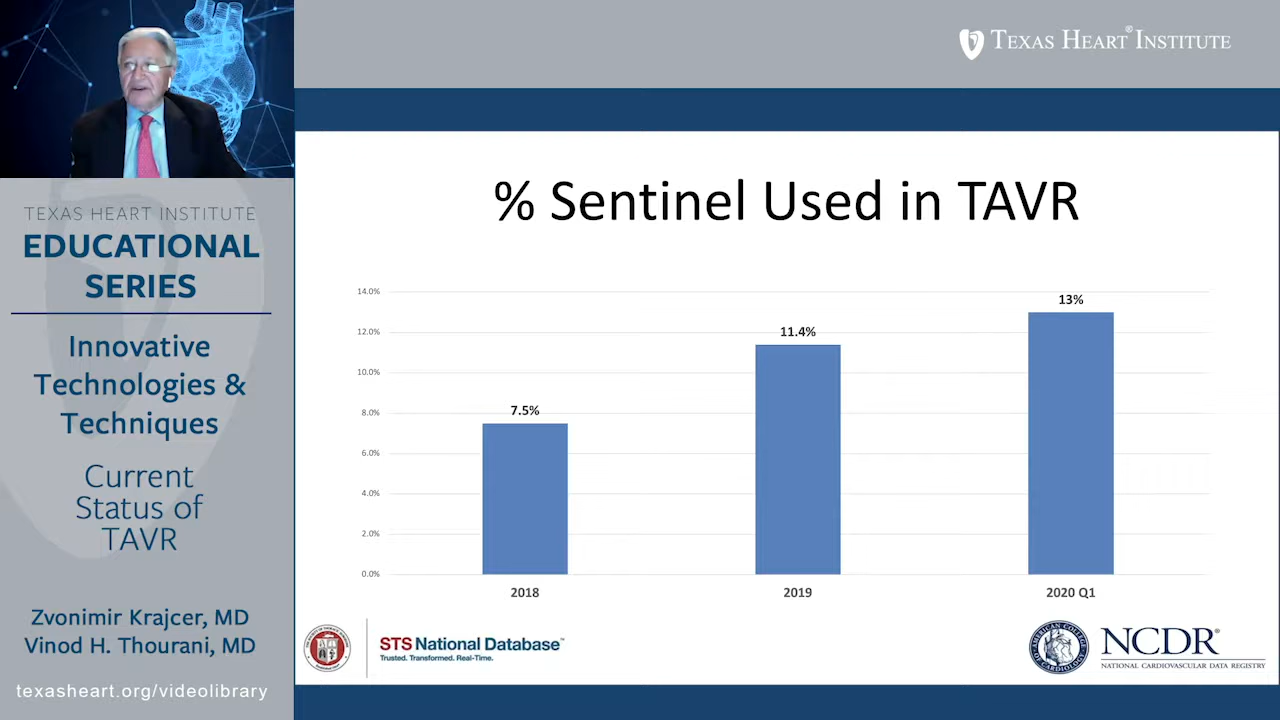 TEXAS HEART® INSTITUTE
TEXAS HEART INSTITUTE
EDUCATIONAL
SERIES
Innovative
Technologies &
Techniques
Current
Status of
TAVR
Zvonimir Krajcer, MD
Vinod H. Thourani, MD
texasheart.org/videolibrary
% Sentinel Used in TAVR
14.0%
12.0%
10.0%
8.0%
6.0%
4.0%
2.0%
0.0%
7.5%
11.4%
13%
2018
2019
2020 Q1
STS National Database™
Trusted. Transformed. Real-Time.
NCDR®
NATIONAL CARDIOVASCULAR DATA REGISTRY